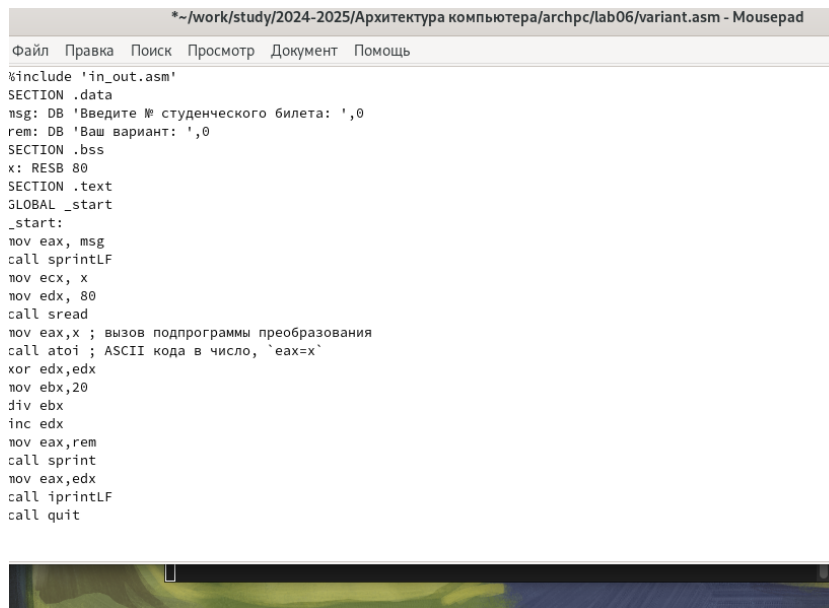 *~/work/study/2024-2025/Архитектура компьютера/archpc/lab06/variant.asm - Mousepad
Файл Правка Поиск Просмотр Документ Помощь
%include 'in_out.asm'
SECTION .data
msg: DB 'Введите № студенческого билета: ',0
rem: DB 'Ваш вариант: ',0
SECTION .bss
x: RESB 80
SECTION .text
GLOBAL _start
_start:
mov eax, msg
call sprintLF
mov ecx, x
mov edx, 80
call sread
mov eax,x ; вызов подпрограммы преобразования
call atoi ; ASCII кода в число, `eax=x`
xor edx,edx
mov ebx,20
div ebx
inc edx
mov eax,rem
call sprint
mov eax,edx
call iprintLF
call quit